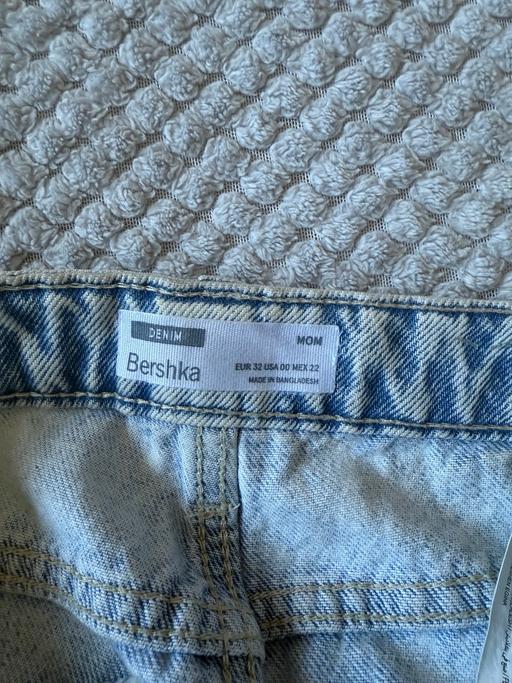 DENIM
MOM
Bershka
EUR 32 USA 00 MEX 22
MADE IN BANGLADESH